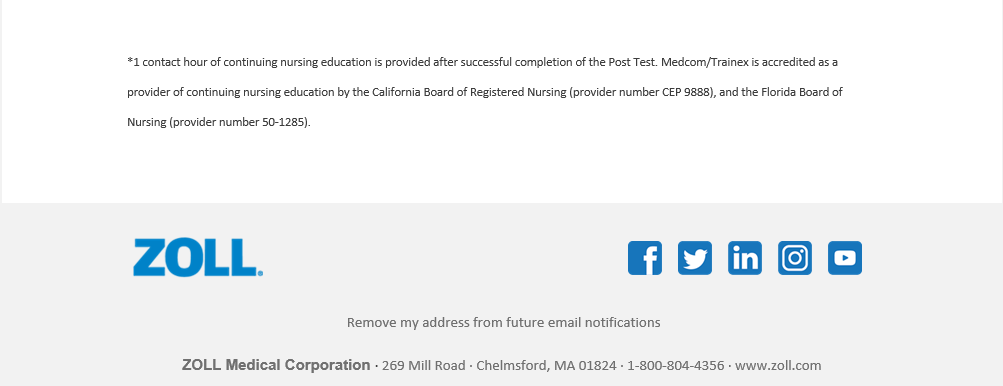 *1 contact hour of continuing nursing education is provided after successful completion of the Post Test. Medcom/Trainex is accredited as a
provider of continuing nursing education by the California Board of Registered Nursing (provider number CEP 9888), and the Florida Board of
Nursing (provider number 50-1285).
ZOLL.
Remove my address from future email notifications
ZOLL Medical Corporation · 269 Mill Road · Chelmsford, MA 01824 · 1-800-804-4356 · www.zoll.com